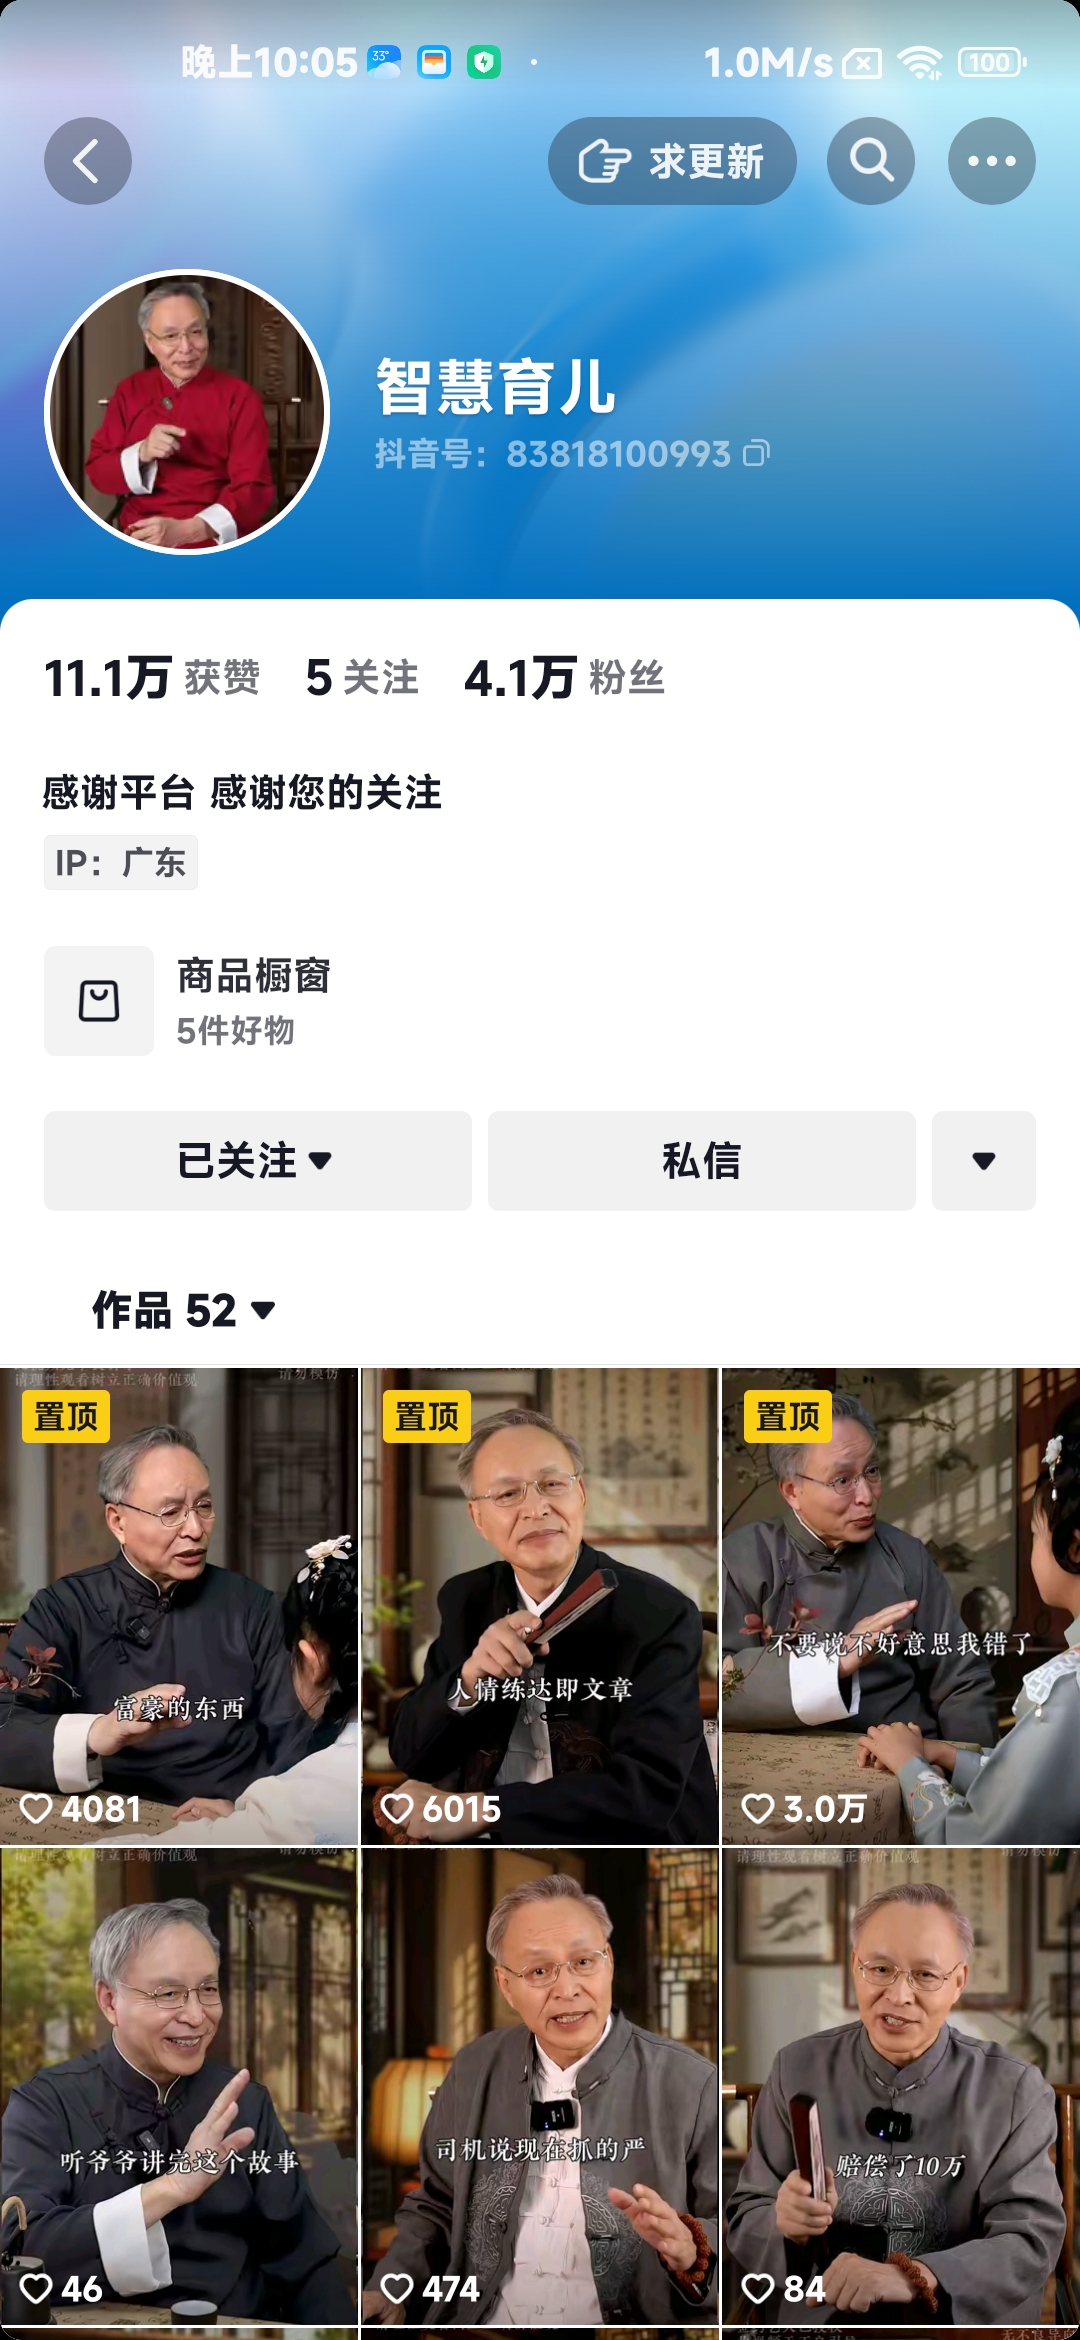 晚上10:05
33°
1.0M/s
100
求更新
智慧育儿
抖音号：83818100993
11.1万 获赞 5 关注 4.1万 粉丝
感谢平台 感谢您的关注
IP：广东
商品橱窗
5件好物
已关注
私信
作品 52
请理性观看树立正确价值观
请勿模仿
置顶
富豪的东西
4081
置顶
人情练达即文章
6015
置顶
不要说不好意思我错了
3.0万
请理性观看树立正确价值观
请勿模仿
听爷爷讲完这个故事
46
司机说现在抓的严
474
请理性观看树立正确价值观
请勿模仿
赔偿了10万
84